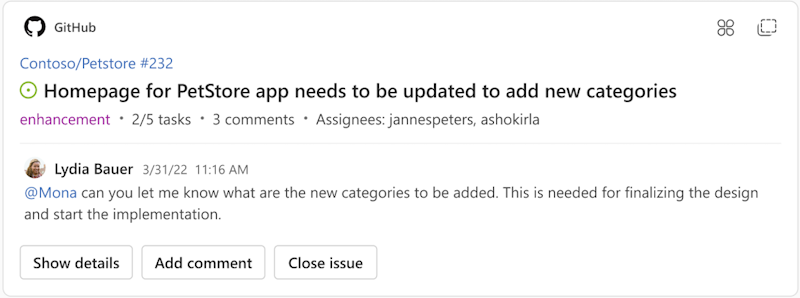 GitHub
Contoso/Petstore #232
Homepage for PetStore app needs to be updated to add new categories
enhancement • 2/5 tasks • 3 comments • Assignees: jannespeters, ashokirla
Lydia Bauer 3/31/22 11:16 AM
@Mona can you let me know what are the new categories to be added. This is needed for finalizing the design
and start the implementation.
Show details Add comment Close issue